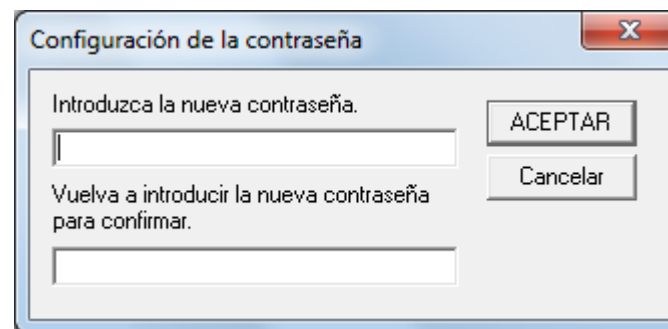 Configuración de la contraseña
Introduzca la nueva contraseña.
ACEPTAR
Cancelar
Vuelva a introducir la nueva contraseña
para confirmar.